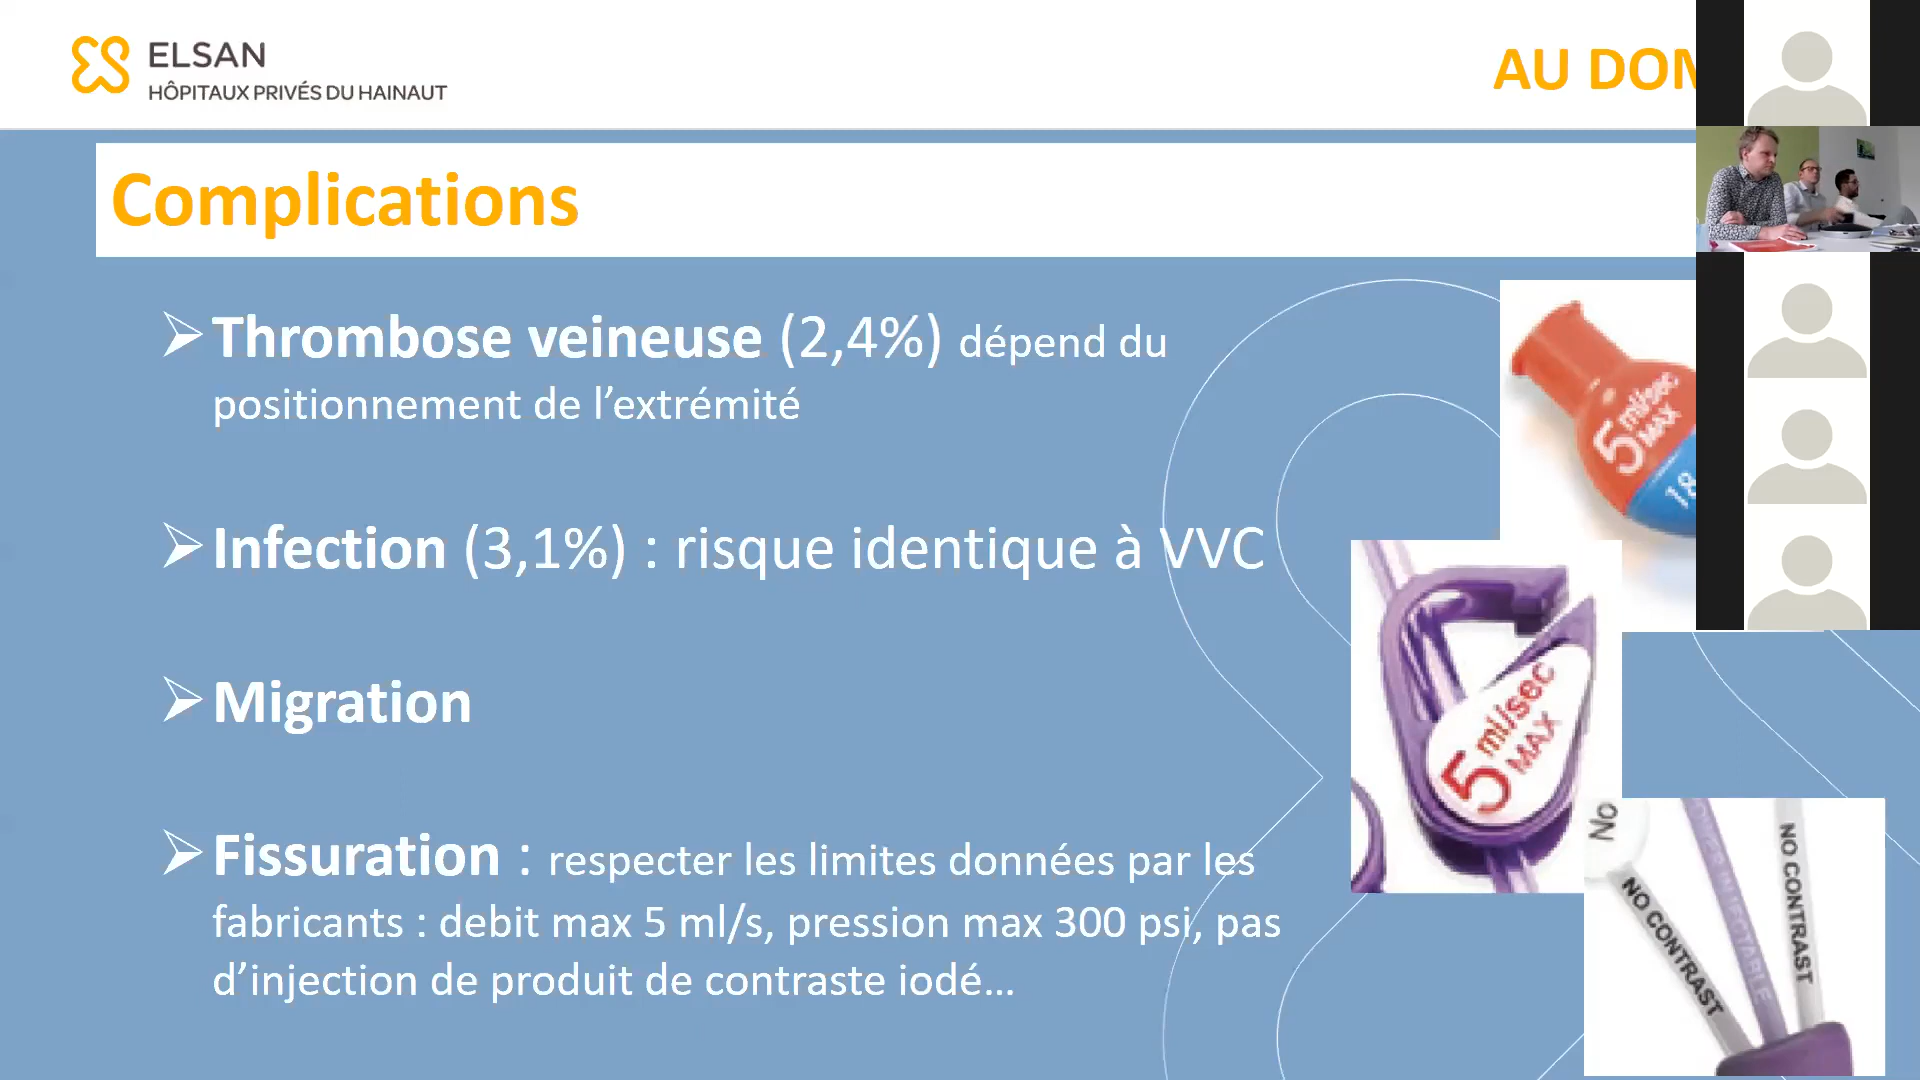 ELSAN
HÔPITAUX PRIVÉS DU HAINAUT
AU DOM
Complications
➢Thrombose veineuse (2,4%) dépend du
positionnement de l’extrémité
➢Infection (3,1%) : risque identique à VVC
➢Migration
➢Fissuration : respecter les limites données par les
fabricants : debit max 5 ml/s, pression max 300 psi, pas
d’injection de produit de contraste iodé...
5 ml/sec
MAX
18
5 ml/sec
MAX
No
NO CONTRAST
NO CONTRAST